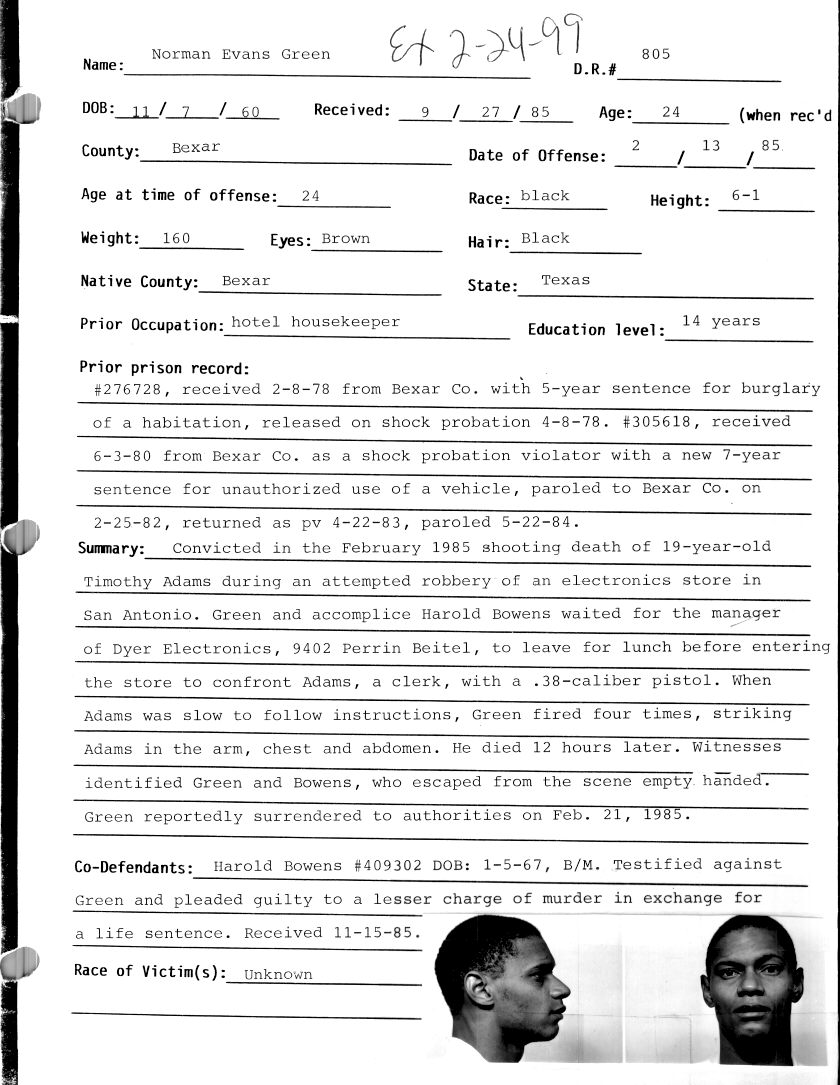 Name: Norman Evans Green Ex 2-24-99 D.R.# 805
DOB: 11 / 7 / 60 Received: 9 / 27 / 85 Age: 24 (when rec'd
County: Bexar Date of Offense: 2 / 13 / 85
Age at time of offense: 24 Race: black Height: 6-1
Weight: 160 Eyes: Brown Hair: Black
Native County: Bexar State: Texas
Prior Occupation: hotel housekeeper Education level: 14 years
Prior prison record:
#276728, received 2-8-78 from Bexar Co. with 5-year sentence for burglary
of a habitation, released on shock probation 4-8-78. #305618, received
6-3-80 from Bexar Co. as a shock probation violator with a new 7-year
sentence for unauthorized use of a vehicle, paroled to Bexar Co. on
2-25-82, returned as pv 4-22-83, paroled 5-22-84.
Summary: Convicted in the February 1985 shooting death of 19-year-old
Timothy Adams during an attempted robbery of an electronics store in
San Antonio. Green and accomplice Harold Bowens waited for the manager
of Dyer Electronics, 9402 Perrin Beitel, to leave for lunch before entering
the store to confront Adams, a clerk, with a .38-caliber pistol. When
Adams was slow to follow instructions, Green fired four times, striking
Adams in the arm, chest and abdomen. He died 12 hours later. Witnesses
identified Green and Bowens, who escaped from the scene empty handed.
Green reportedly surrendered to authorities on Feb. 21, 1985.
Co-Defendants: Harold Bowens #409302 DOB: 1-5-67, B/M. Testified against
Green and pleaded guilty to a lesser charge of murder in exchange for
a life sentence. Received 11-15-85.
Race of Victim(s): Unknown